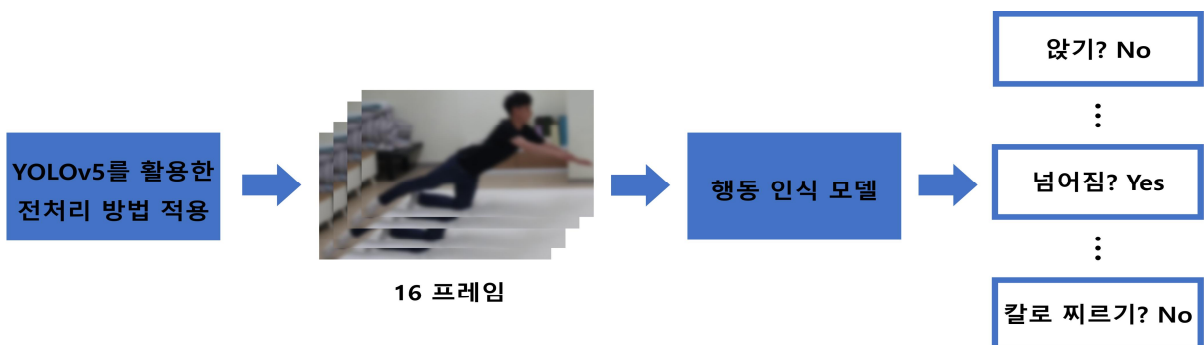 앉기? No
YOLOv5를 활용한
전처리 방법 적용
행동 인식 모델
넘어짐? Yes
16 프레임
칼로 찌르기? No